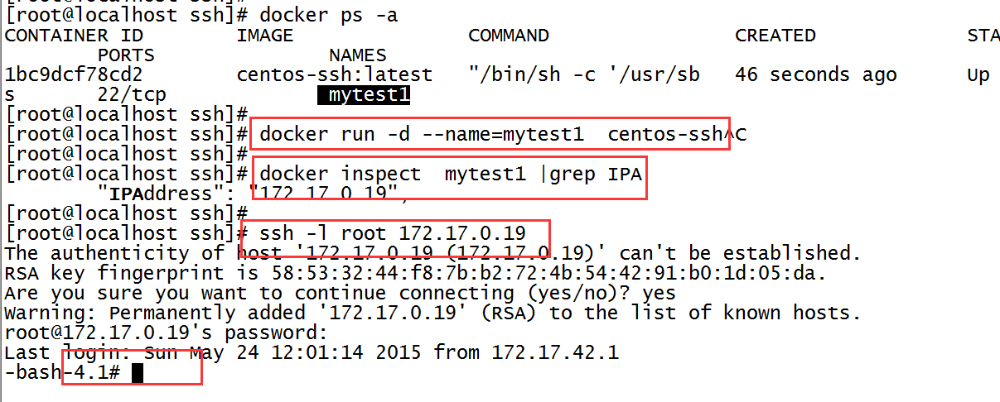 [root@localhost ssh]#
[root@localhost ssh]# docker ps -a
CONTAINER ID        IMAGE               COMMAND                CREATED             STA
        PORTS               NAMES
1bc9dcf78cd2        centos-ssh:latest   "/bin/sh -c '/usr/sb   46 seconds ago      Up
s       22/tcp              mytest1
[root@localhost ssh]#
[root@localhost ssh]# docker run -d --name=mytest1  centos-ssh^C
[root@localhost ssh]#
[root@localhost ssh]# docker inspect  mytest1 |grep IPA
        "IPAddress": "172.17.0.19",
[root@localhost ssh]#
[root@localhost ssh]# ssh -l root 172.17.0.19
The authenticity of host '172.17.0.19 (172.17.0.19)' can't be established.
RSA key fingerprint is 58:53:32:44:f8:7b:b2:72:4b:54:42:91:b0:1d:05:da.
Are you sure you want to continue connecting (yes/no)? yes
Warning: Permanently added '172.17.0.19' (RSA) to the list of known hosts.
root@172.17.0.19's password:
Last login: Sun May 24 12:01:14 2015 from 172.17.42.1
-bash-4.1#